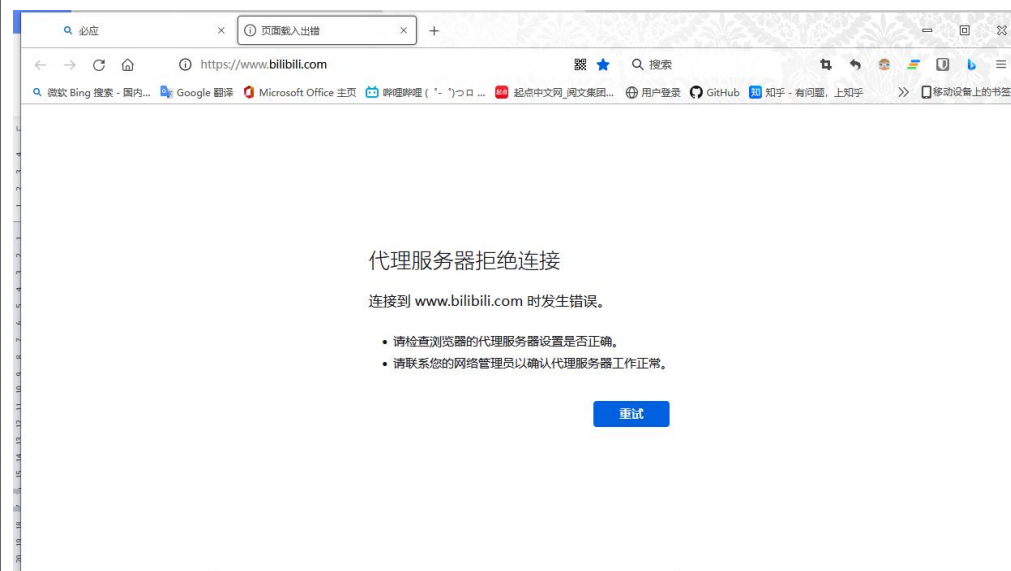 必应
页面载入出错
https://www.bilibili.com
搜索
微软 Bing 搜索 - 国内...
Google 翻译
Microsoft Office 主页
哔哩哔哩 ( ゜- ゜)つロ ...
起点中文网_阅文集团...
用户登录
GitHub
知乎 - 有问题，上知乎
移动设备上的书签
代理服务器拒绝连接
连接到 www.bilibili.com 时发生错误。
• 请检查浏览器的代理服务器设置是否正确。
• 请联系您的网络管理员以确认代理服务器工作正常。
重试